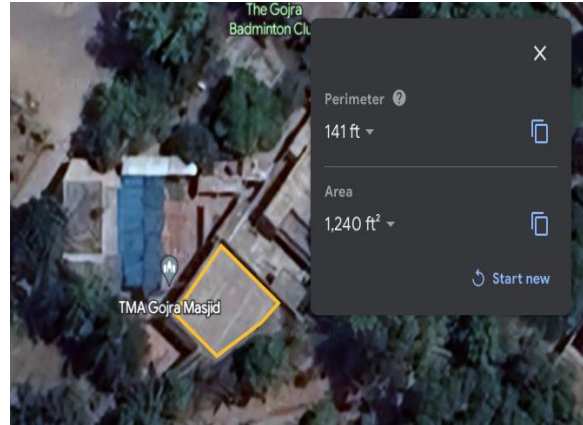 The Gojra
Badminton Clu
TMA Gojra Masjid
Perimeter
141 ft
Area
1,240 ft²
Start new